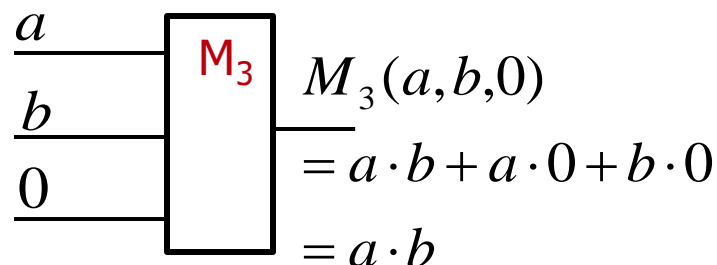 a
M₃
b
0
M₃(a,b,0)
= a · b + a · 0 + b · 0
= a · b